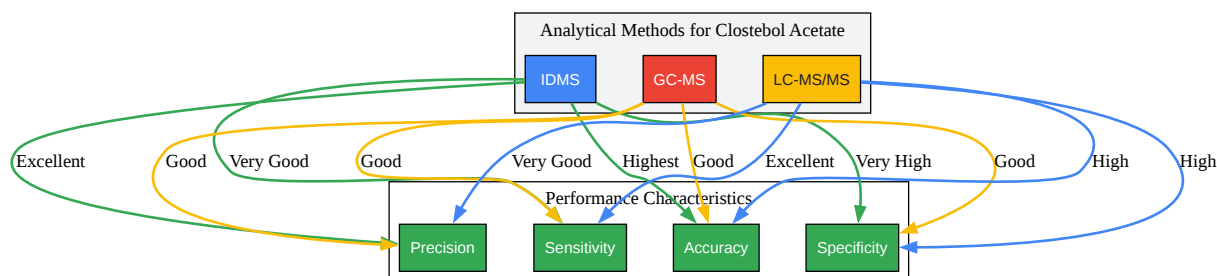 Analytical Methods for Clostebol Acetate
IDMS GC-MS LC-MS/MS
Excellent Good Very Good Good Very Good Highest Good Excellent Very High Good High High
Performance Characteristics
Precision Sensitivity Accuracy Specificity